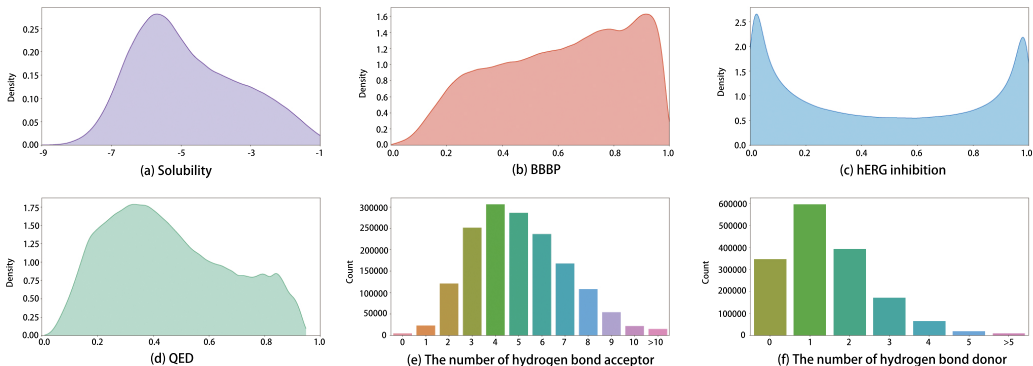 Density
0.25
0.20
0.15
0.10
0.05
0.00
-9 -7 -5 -3 -1
(a) Solubility
Density
1.6
1.4
1.2
1.0
0.8
0.6
0.4
0.2
0.0
0.0 0.2 0.4 0.6 0.8 1.0
(b) BBBP
Density
2.5
2.0
1.5
1.0
0.5
0.0
0.0 0.2 0.4 0.6 0.8 1.0
(c) hERG inhibition
Density
1.75
1.50
1.25
1.00
0.75
0.50
0.25
0.00
0.0 0.2 0.4 0.6 0.8 1.0
(d) QED
Count
300000
250000
200000
150000
100000
50000
0
0 1 2 3 4 5 6 7 8 9 10 >10
(e) The number of hydrogen bond acceptor
Count
600000
500000
400000
300000
200000
100000
0
0 1 2 3 4 5 >5
(f) The number of hydrogen bond donor